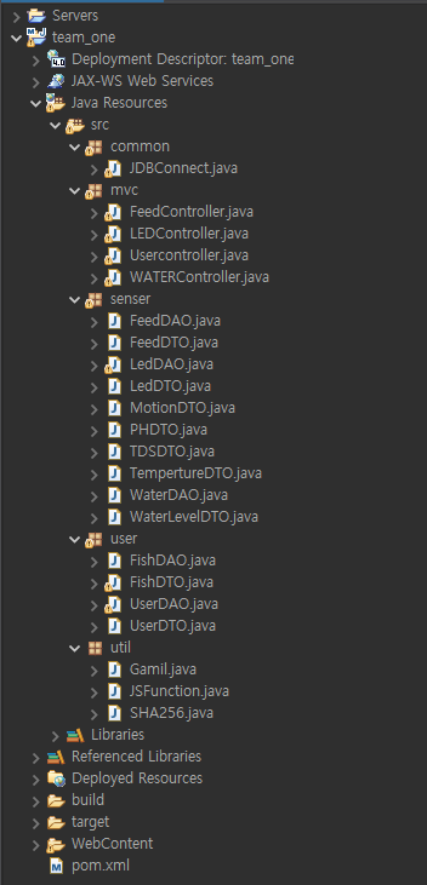 Servers
team_one
Deployment Descriptor: team_one
JAX-WS Web Services
Java Resources
src
common
JDBConnect.java
mvc
FeedController.java
LEDController.java
Usercontroller.java
WATERController.java
senser
FeedDAO.java
FeedDTO.java
LedDAO.java
LedDTO.java
MotionDTO.java
PHDTO.java
TDSDTO.java
TempertureDTO.java
WaterDAO.java
WaterLevelDTO.java
user
FishDAO.java
FishDTO.java
UserDAO.java
UserDTO.java
util
Gamil.java
JSFunction.java
SHA256.java
Libraries
Referenced Libraries
Deployed Resources
build
target
WebContent
pom.xml